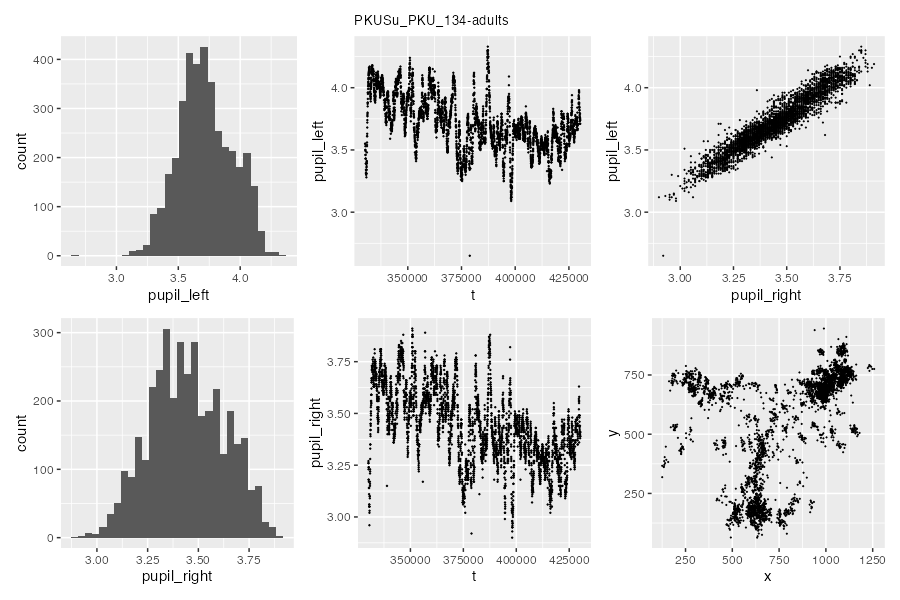 PKUSu_PKU_134-adults
count
400
300
200
100
0
3.0 3.5 4.0
pupil_left
pupil_left
4.0
3.5
3.0
350000 375000 400000 425000
t
pupil_left
4.0
3.5
3.0
3.00 3.25 3.50 3.75
pupil_right
count
300
200
100
0
3.00 3.25 3.50 3.75
pupil_right
pupil_right
3.75
3.50
3.25
3.00
350000 375000 400000 425000
t
y
750
500
250
250 500 750 1000 1250
x